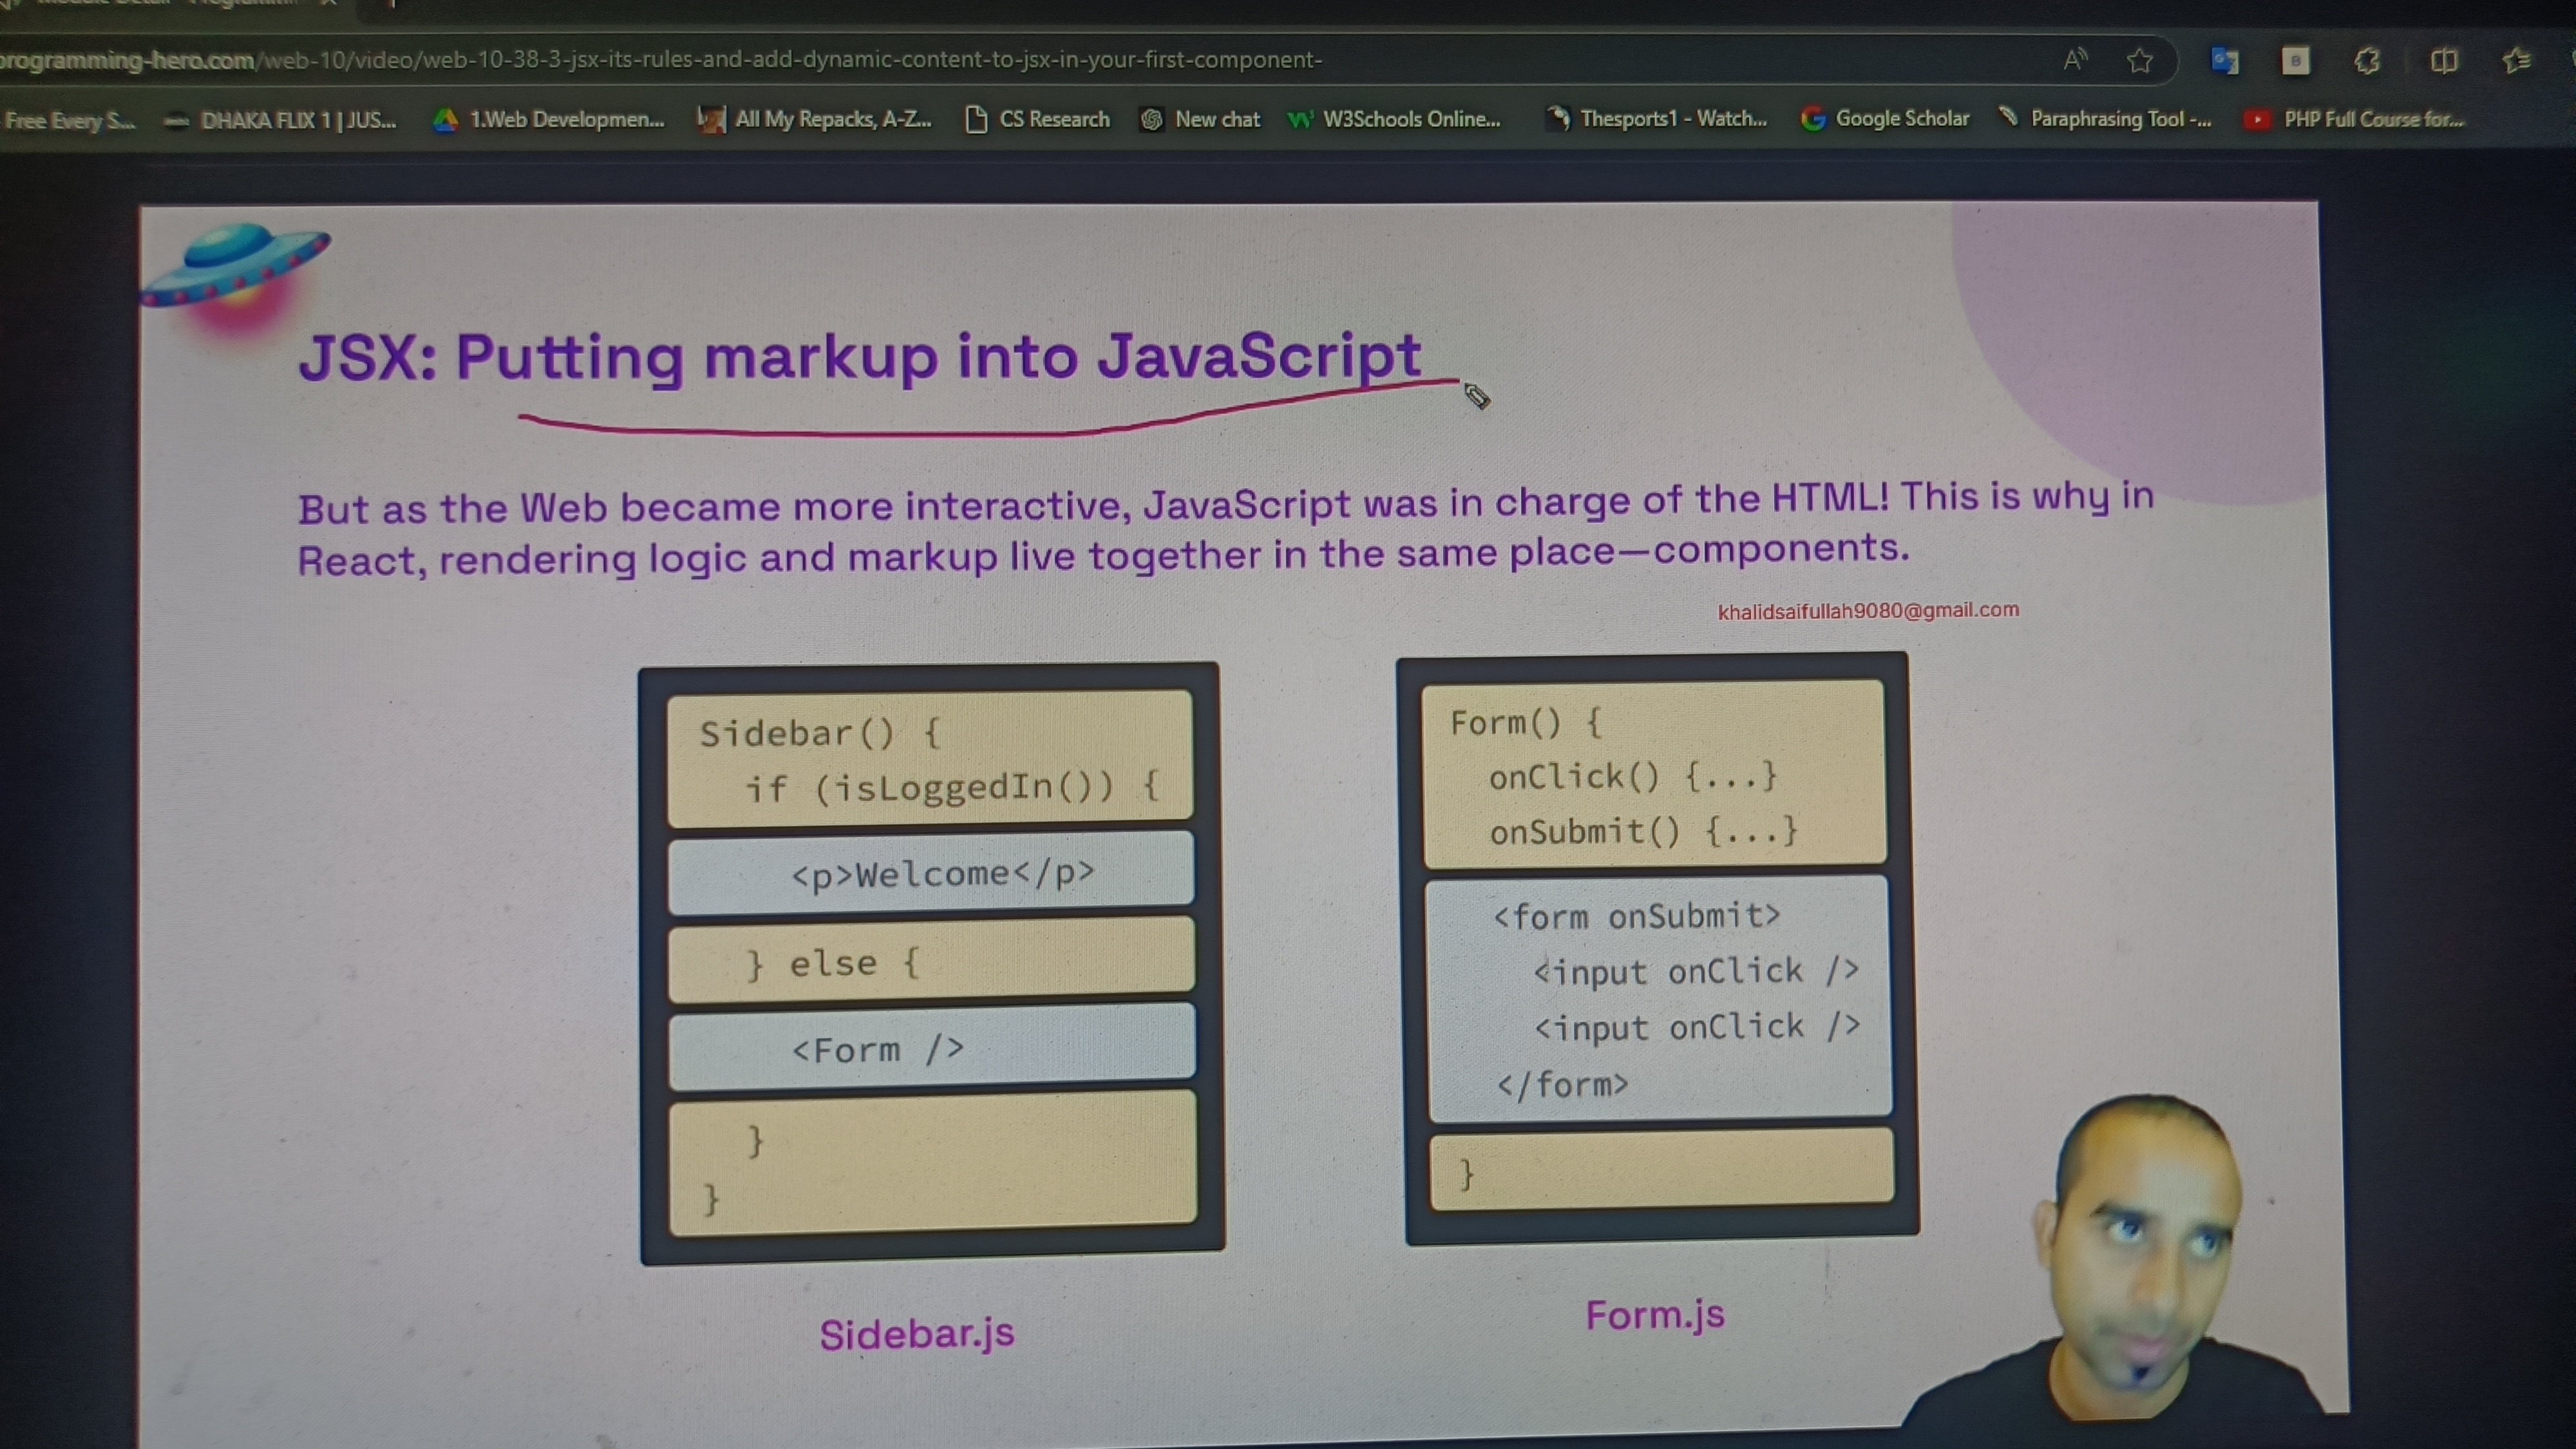 programming-hero.com/web-10/video/web-10-38-3-jsx-its-rules-and-add-dynamic-content-to-jsx-in-your-first-component-
Free Every S... DHAKA FLIX 1 | JUS... 1.Web Developmen... All My Repacks, A-Z... CS Research New chat W3Schools Online... Thesports1 - Watch... Google Scholar Paraphrasing Tool -... PHP Full Course for...
JSX: Putting markup into JavaScript
But as the Web became more interactive, JavaScript was in charge of the HTML! This is why in
React, rendering logic and markup live together in the same place—components.
khalidsaifullah9080@gmail.com
Sidebar() {
if (isLoggedIn()) {
<p>Welcome</p>
} else {
<Form />
}
}
Sidebar.js
Form() {
onClick() {...}
onSubmit() {...}
<form onSubmit>
<input onClick />
<input onClick />
</form>
}
Form.js